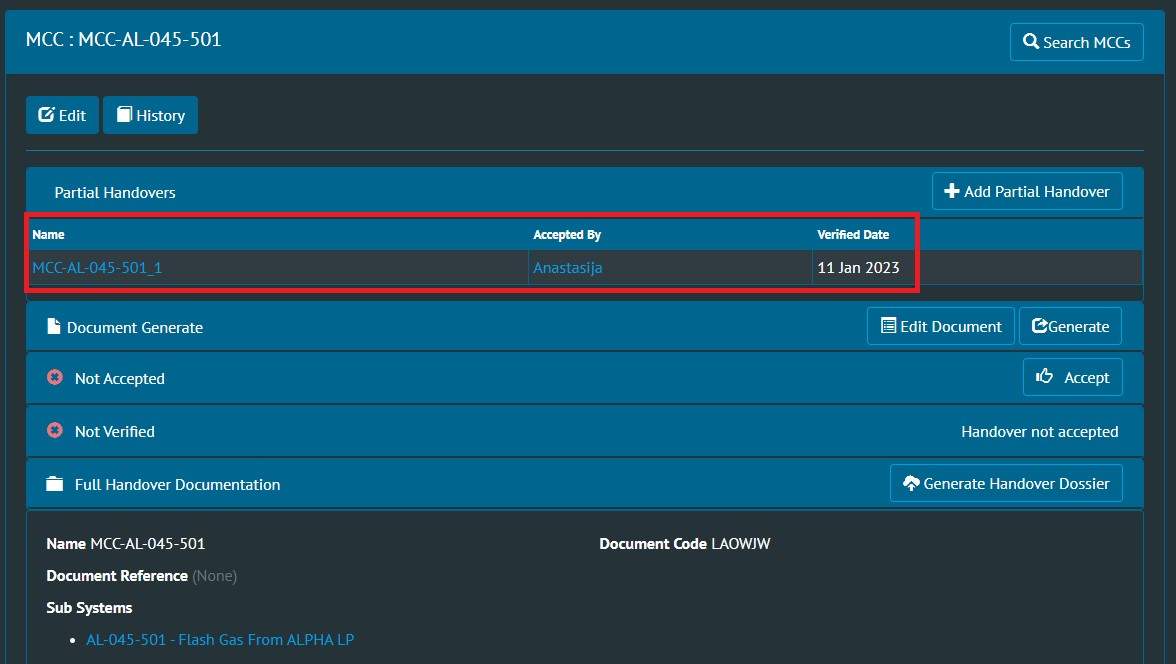 MCC : MCC-AL-045-501
Search MCCs
Edit
History
Partial Handovers
Add Partial Handover
Name Accepted By Verified Date
MCC-AL-045-501_1 Anastasija 11 Jan 2023
Document Generate
Edit Document
Generate
Not Accepted
Accept
Not Verified
Handover not accepted
Full Handover Documentation
Generate Handover Dossier
Name MCC-AL-045-501
Document Code LAOWJW
Document Reference (None)
Sub Systems
• AL-045-501 - Flash Gas From ALPHA LP